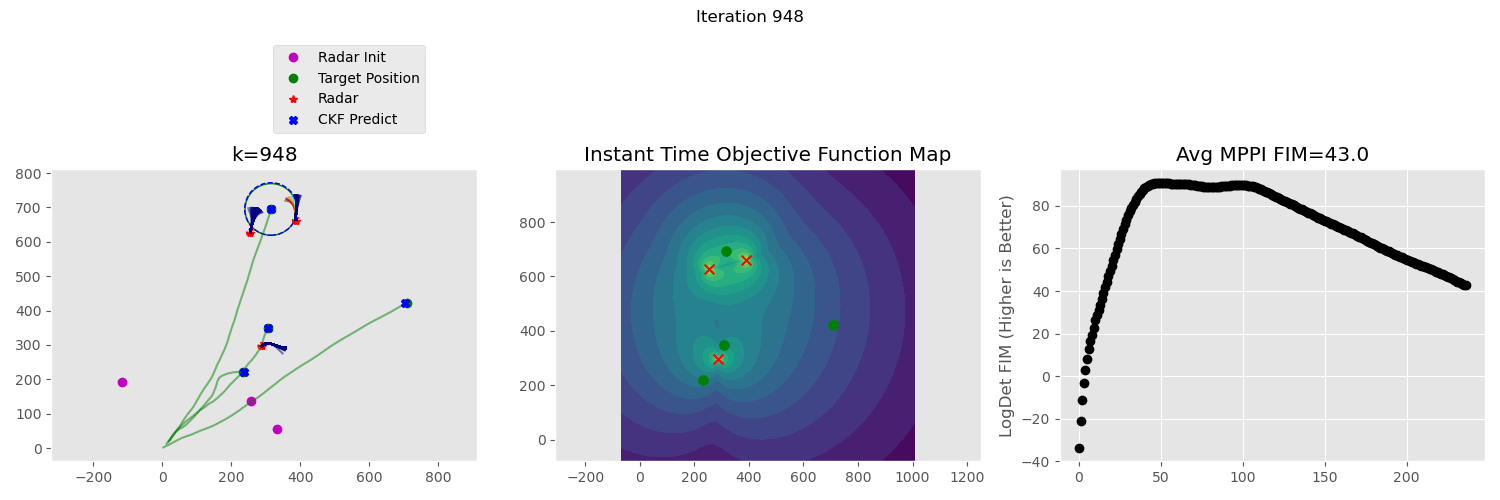 Iteration 948
Radar Init
Target Position
Radar
CKF Predict
k=948
800
700
600
500
400
300
200
100
0
−200 0 200 400 600 800
Instant Time Objective Function Map
800
600
400
200
0
−200 0 200 400 600 800 1000 1200
Avg MPPI FIM=43.0
LogDet FIM (Higher is Better)
80
60
40
20
0
−20
−40
0 50 100 150 200